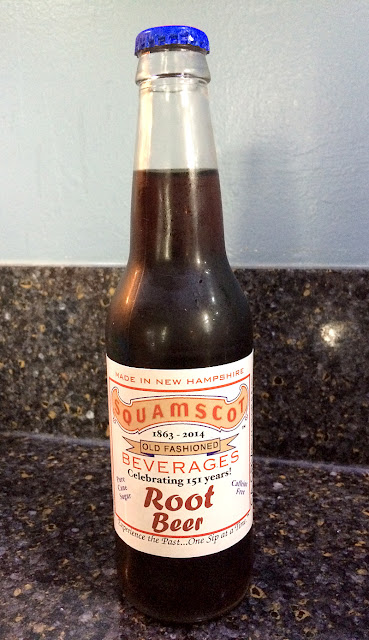 MADE IN NEW HAMPSHIRE
SQUAMSCOT
1863 - 2014
OLD FASHIONED
BEVERAGES
Celebrating 151 years!
Pure
Cane
Sugar
Root
Beer
Caffeine
Free
Experience the Past...One Sip at a Time